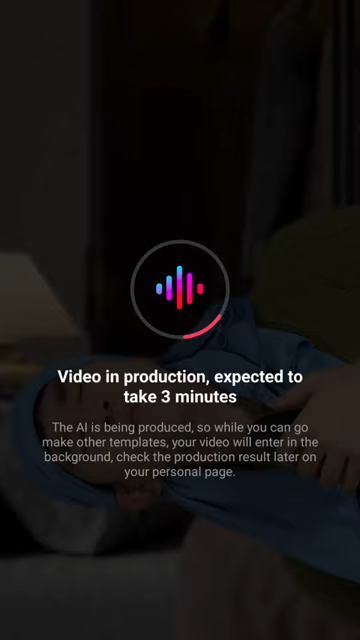 Video in production, expected to
take 3 minutes
The AI is being produced, so while you can go
make other templates, your video will enter in the
background, check the production result later on
your personal page.